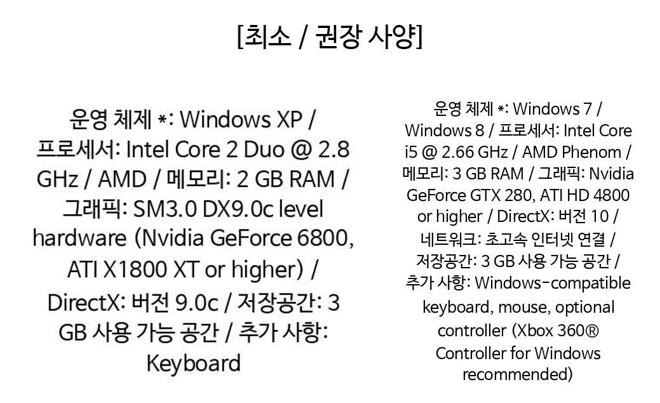 [최소 / 권장 사양]
운영 체제 *: Windows XP /
프로세서: Intel Core 2 Duo @ 2.8
GHz / AMD / 메모리: 2 GB RAM /
그래픽: SM3.0 DX9.0c level
hardware (Nvidia GeForce 6800,
ATI X1800 XT or higher) /
DirectX: 버전 9.0c / 저장공간: 3
GB 사용 가능 공간 / 추가 사항:
Keyboard
운영 체제 *: Windows 7 /
Windows 8 / 프로세서: Intel Core
i5 @ 2.66 GHz / AMD Phenom /
메모리: 3 GB RAM / 그래픽: Nvidia
GeForce GTX 280, ATI HD 4800
or higher / DirectX: 버전 10 /
네트워크: 초고속 인터넷 연결 /
저장공간: 3 GB 사용 가능 공간 /
추가 사항: Windows-compatible
keyboard, mouse, optional
controller (Xbox 360®
Controller for Windows
recommended)